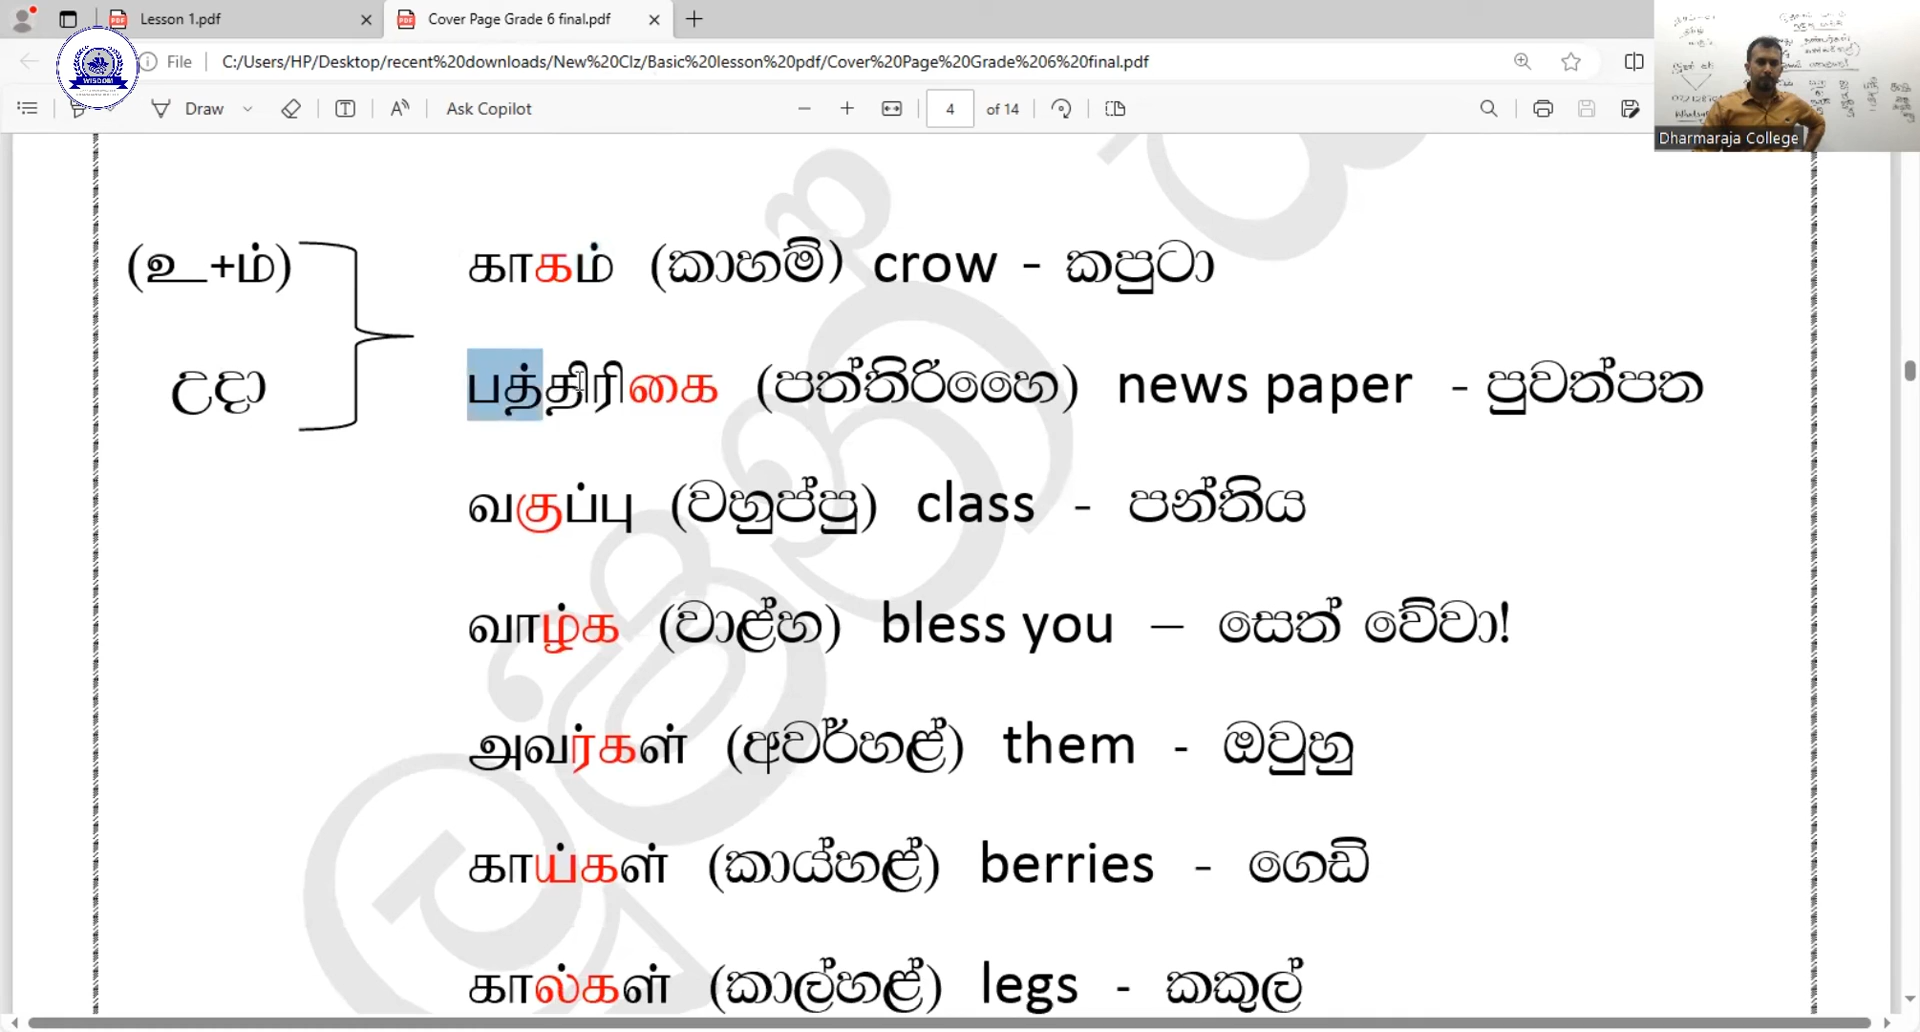 Lesson 1.pdf
Cover Page Grade 6 final.pdf
WISDOM
File
C:/Users/HP/Desktop/recent%20downloads/New%20Clz/Basic%20lesson%20pdf/Cover%20Page%20Grade%206%20final.pdf
Draw
Ask Copilot
4 of 14
Dharmaraja College
(உ+ம்)
උදා
காகம் (කාහම්) crow - කපුටා
பத்திரிகை (පත්තිරිහෛ) news paper - පුවත්පත
வகுப்பு (වහුප්පු) class - පන්තිය
வாழ்க (වාළ්හ) bless you – සෙත් වේවා!
அவர்கள் (අවර්හළ්) them - ඔවුහු
காய்கள் (කාය්හළ්) berries - ගෙඩි
கால்கள் (කාල්හළ්) legs - කකුල්